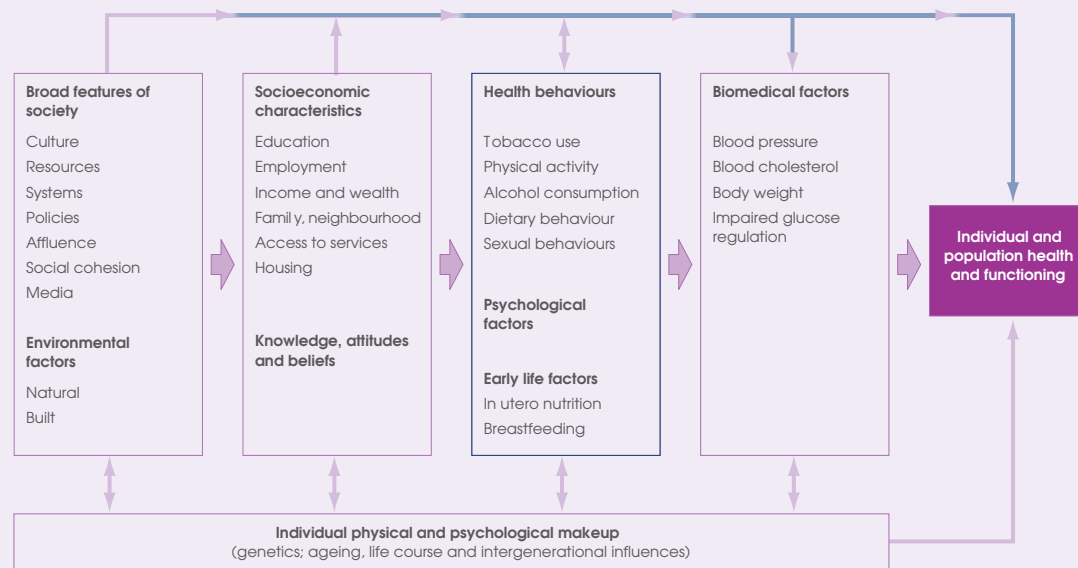 Broad features of
society
Culture
Resources
Systems
Policies
Affluence
Social cohesion
Media
Environmental
factors
Natural
Built
Socioeconomic
characteristics
Education
Employment
Income and wealth
Family, neighbourhood
Access to services
Housing
Knowledge, attitudes
and beliefs
Health behaviours
Tobacco use
Physical activity
Alcohol consumption
Dietary behaviour
Sexual behaviours
Psychological
factors
Early life factors
In utero nutrition
Breastfeeding
Biomedical factors
Blood pressure
Blood cholesterol
Body weight
Impaired glucose
regulation
Individual and
population health
and functioning
Individual physical and psychological makeup
(genetics; ageing, life course and intergenerational influences)